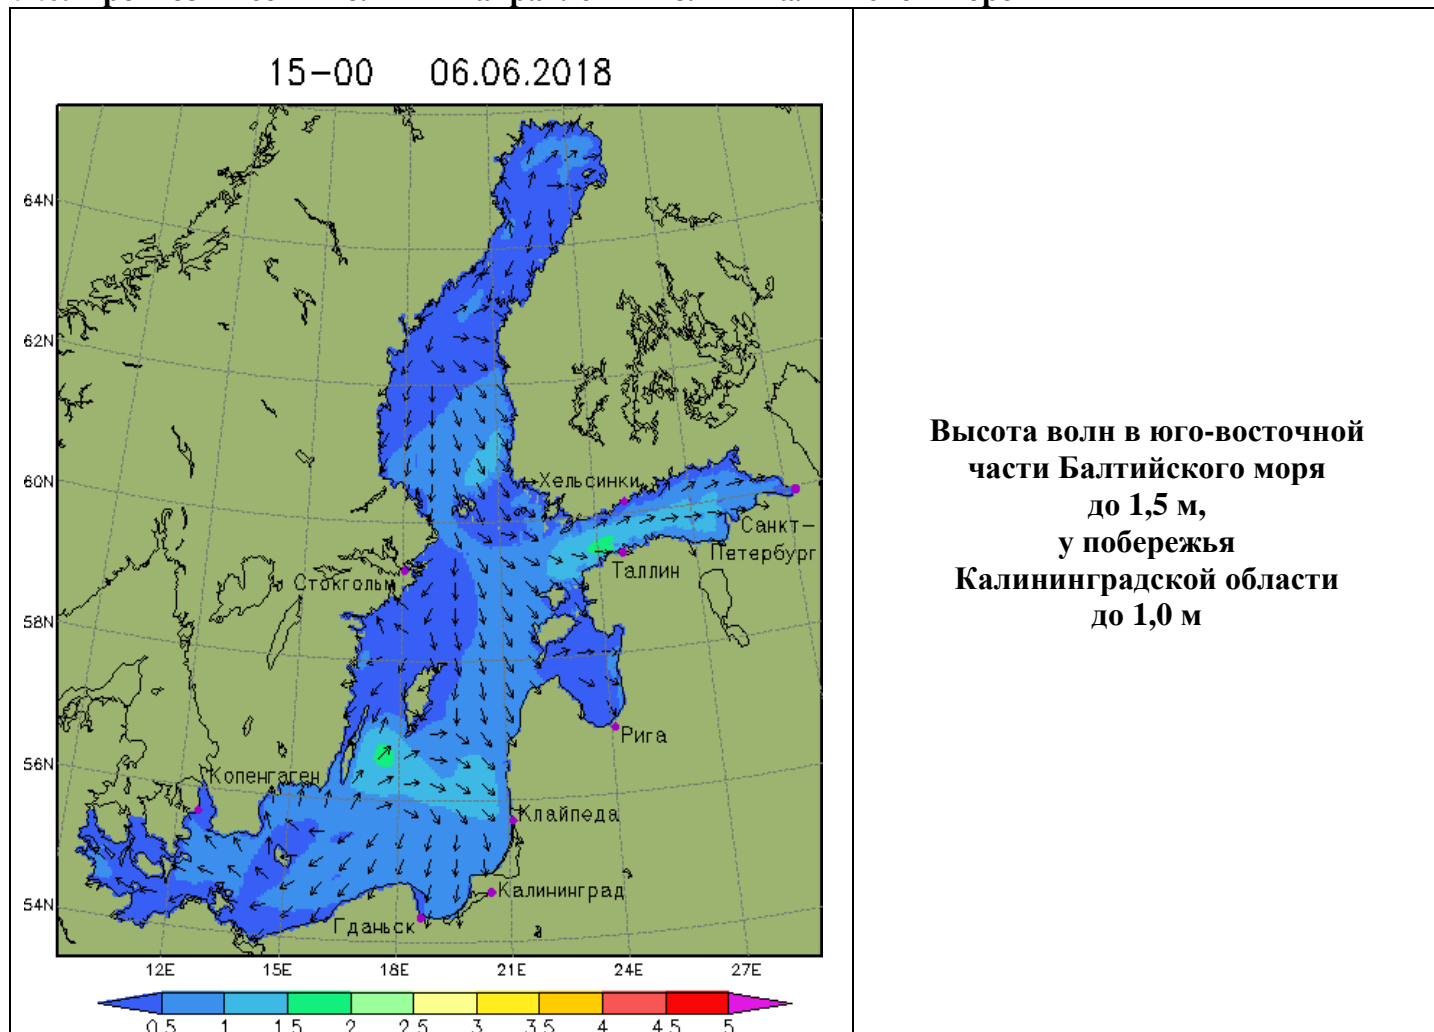 15-00 06.06.2018
64N
62N
60N
58N
56N
54N
Хельсинки
Санкт-
Петербург
Таллин
Стокгольм
Рига
Копенгаген
Клайпеда
Калининград
Гданьск
12E 15E 18E 21E 24E 27E
0.5 1 1.5 2 2.5 3 3.5 4 4.5 5
Высота волн в юго-восточной
части Балтийского моря
до 1,5 м,
у побережья
Калининградской области
до 1,0 м